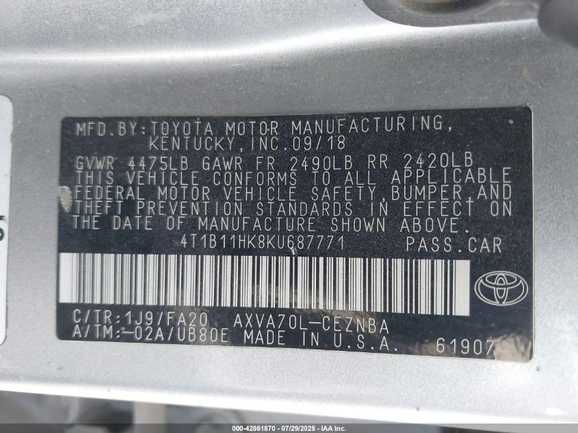 MFD.BY:TOYOTA MOTOR MANUFACTURING,
KENTUCKY,INC.09/18
GVWR 4475LB GAWR FR 2490LB RR 2420LB
THIS VEHICLE CONFORMS TO ALL APPLICABLE
FEDERAL MOTOR VEHICLE SAFETY,BUMPER,AND
THEFT PREVENTION STANDARDS IN EFFECT ON
THE DATE OF MANUFACTURE SHOWN ABOVE.
4T1B11HK8KU687771 PASS.CAR
C/TR:1J9/FA20 AXVA70L-CEZNBA
A/TM:-02A/UB80E MADE IN U.S.A. 61907
000-42861870 07/29/2025 IAA Inc.